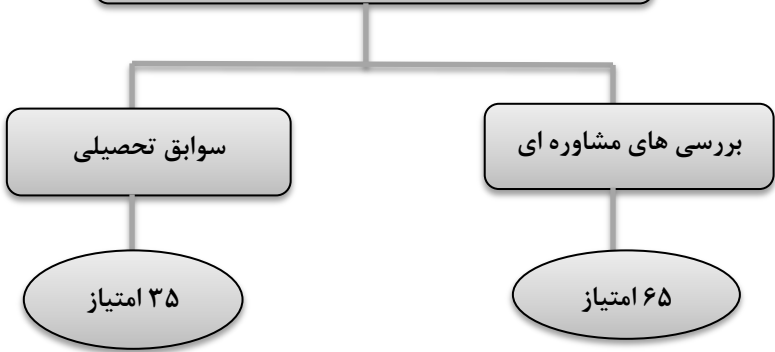 بررسی های مشاوره ای
سوابق تحصیلی
۶۵ امتیاز
۳۵ امتیاز